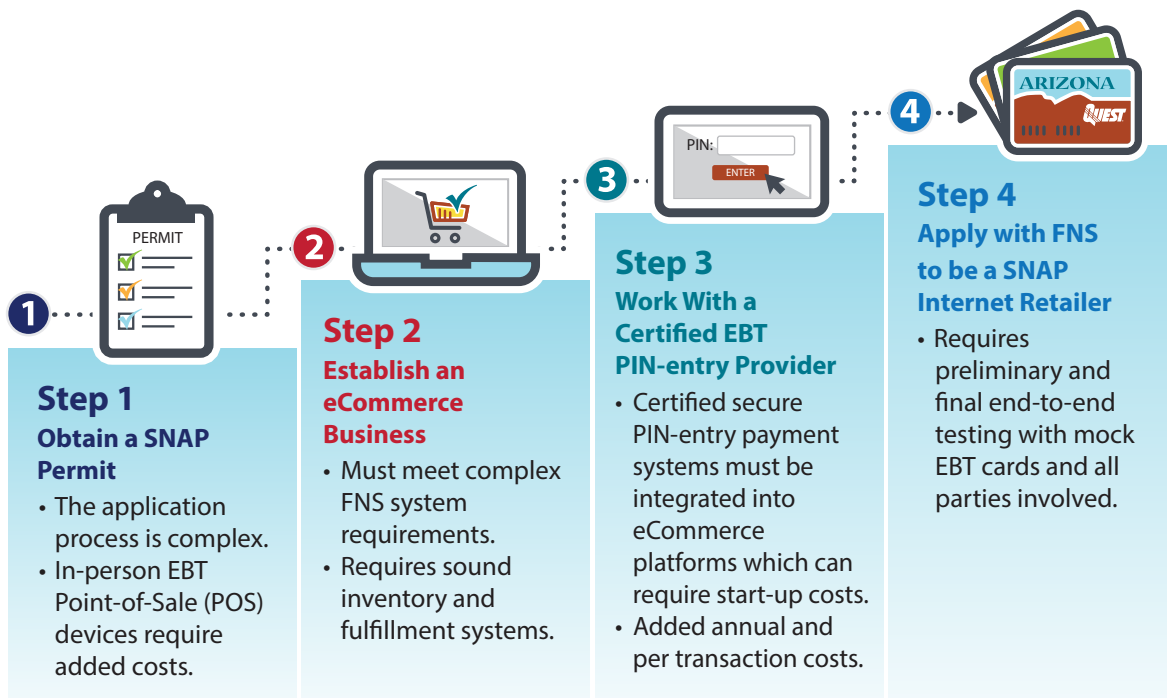 1
PERMIT
Step 1
Obtain a SNAP
Permit
• The application
process is complex.
• In-person EBT
Point-of-Sale (POS)
devices require
added costs.
2
Step 2
Establish an
eCommerce
Business
• Must meet complex
FNS system
requirements.
• Requires sound
inventory and
fulfillment systems.
3
PIN:
ENTER
Step 3
Work With a
Certified EBT
PIN-entry Provider
• Certified secure
PIN-entry payment
systems must be
integrated into
eCommerce
platforms which can
require start-up costs.
• Added annual and
per transaction costs.
4
ARIZONA
QUEST
Step 4
Apply with FNS
to be a SNAP
Internet Retailer
• Requires
preliminary and
final end-to-end
testing with mock
EBT cards and all
parties involved.